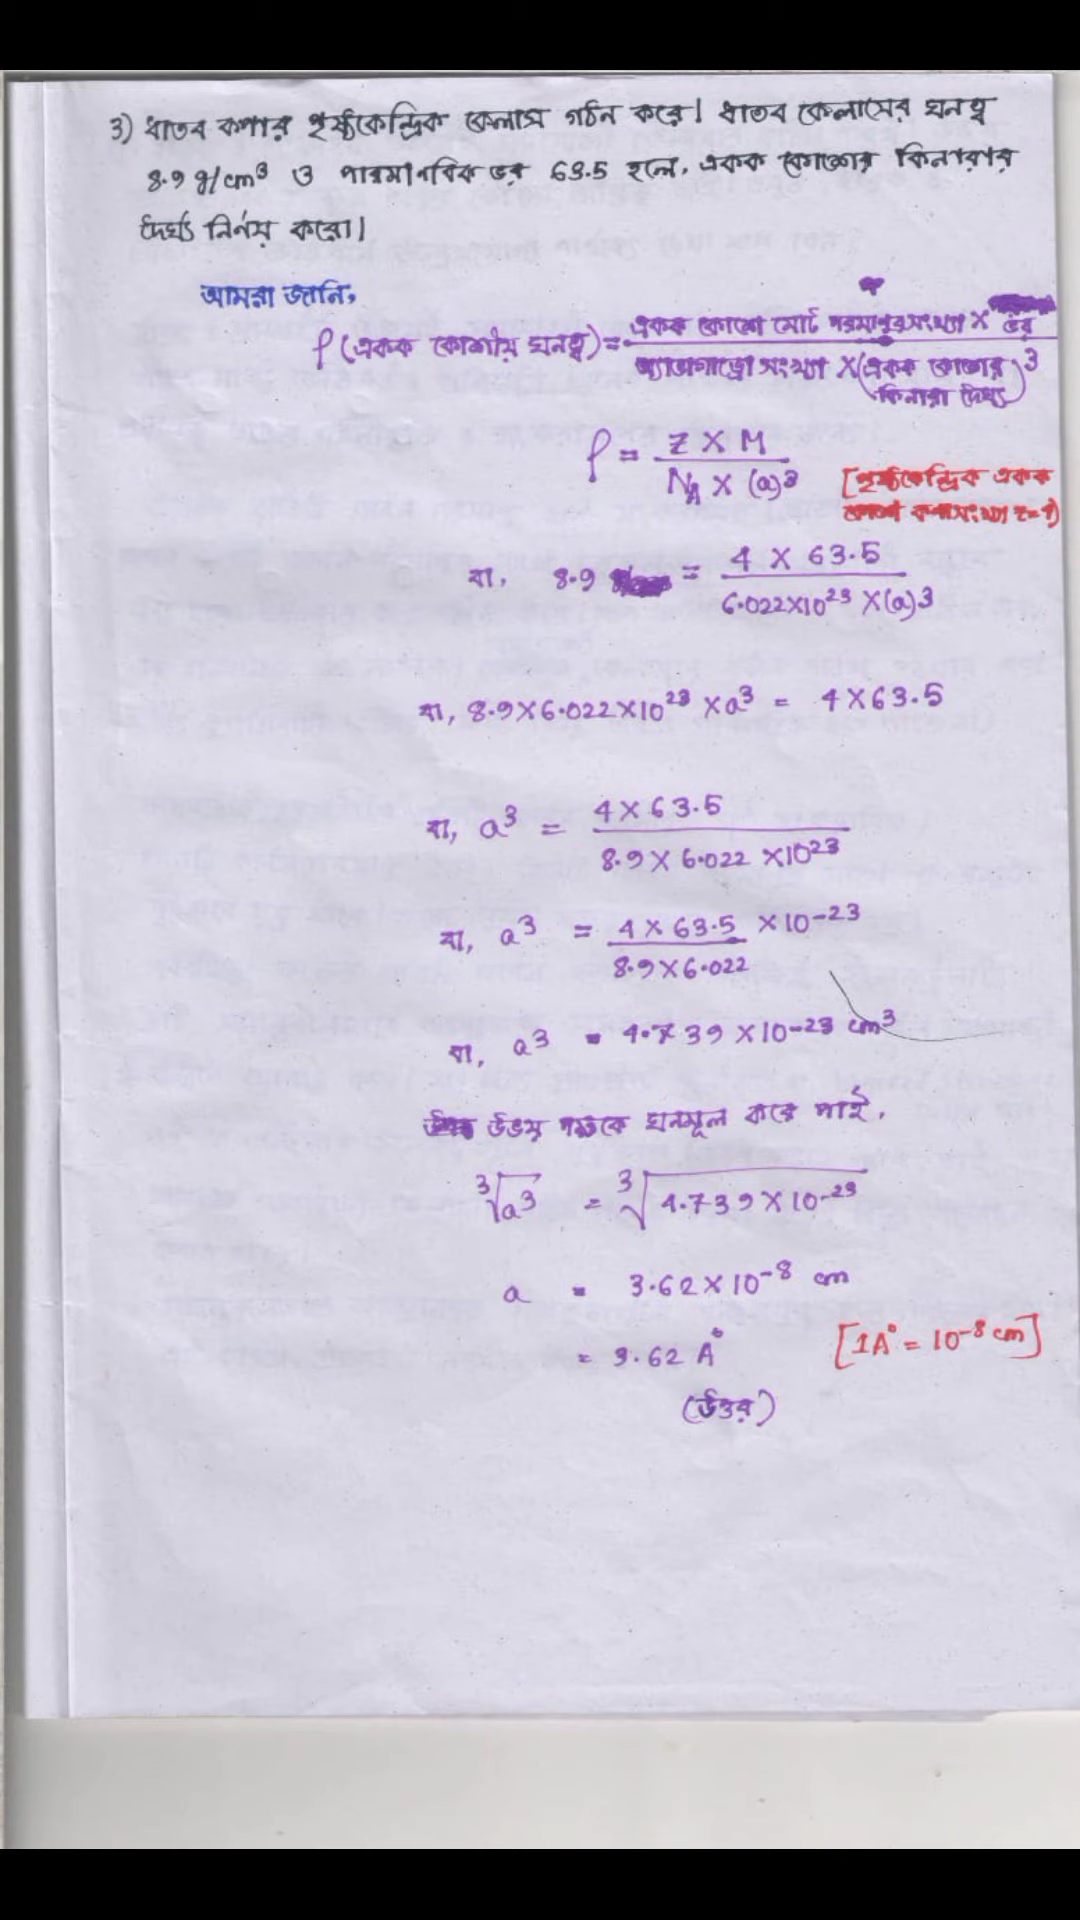 3) ধাতব কপার পৃষ্ঠকেন্দ্রিক কেলাস গঠন করে। ধাতব কেলাসের ঘনত্ব
8.9 g/cm³ ও পারমাণবিক ভর 63.5 হলে, একক কোশের কিনারার
দৈর্ঘ্য নির্ণয় করো।
আমরা জানি,
ρ (একক কোশীয় ঘনত্ব) = একক কোশে মোট পরমাণুর সংখ্যা × ভর
অ্যাভোগাড্রো সংখ্যা × (একক কোশের কিনারা দৈর্ঘ্য)³
ρ = Z × M / N_A × (a)³
[পৃষ্ঠকেন্দ্রিক একক
কোশে কণাসংখ্যা z=4]
বা, 8.9 = 4 × 63.5 / 6.022×10²³ × (a)³
বা, 8.9 × 6.022 × 10²³ × a³ = 4 × 63.5
বা, a³ = 4 × 63.5 / 8.9 × 6.022 × 10²³
বা, a³ = 4 × 63.5 / 8.9 × 6.022 × 10⁻²³
বা, a³ = 4.739 × 10⁻²³ cm³
উভয় পক্ষকে ঘনমূল করে পাই,
∛a³ = ∛4.739 × 10⁻²³
a = 3.62 × 10⁻⁸ cm
= 3.62 A° [1A° = 10⁻⁸ cm]
(উত্তর)